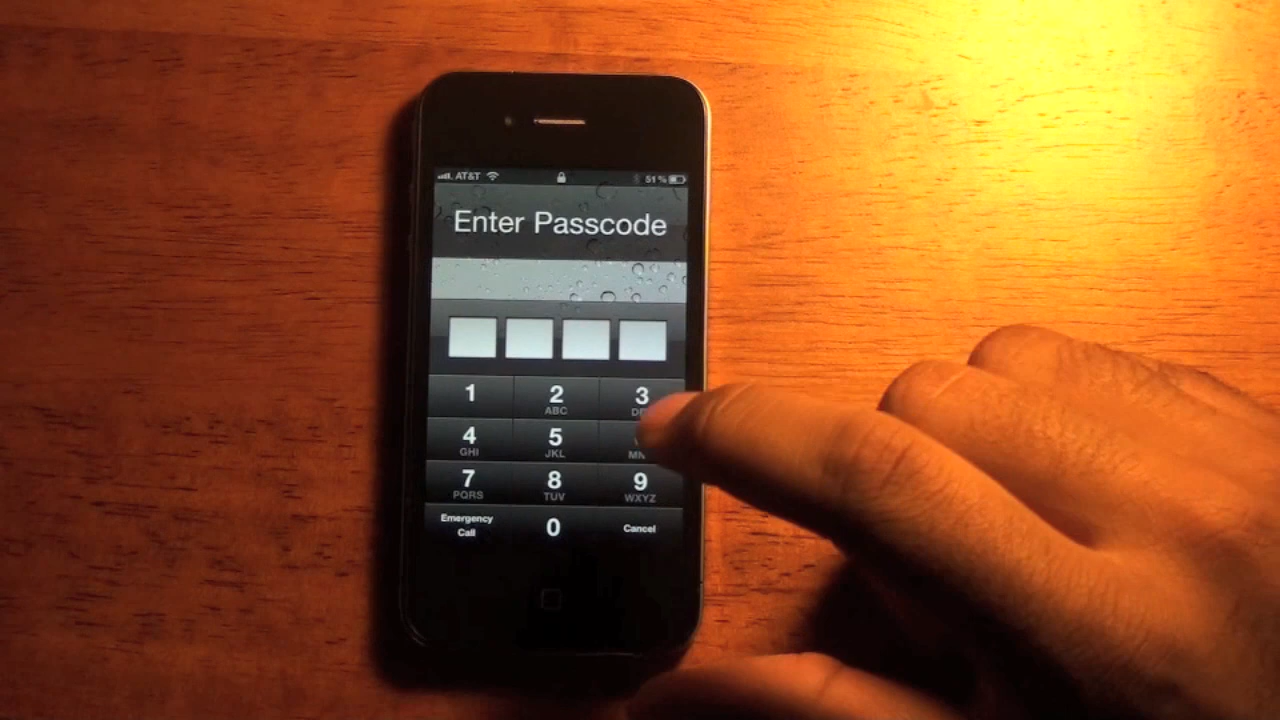 AT&T 51%
Enter Passcode
1 2 3
ABC
4 5
GHI JKL
7 8 9
PQRS TUV WXYZ
Emergency
Call 0 Cancel